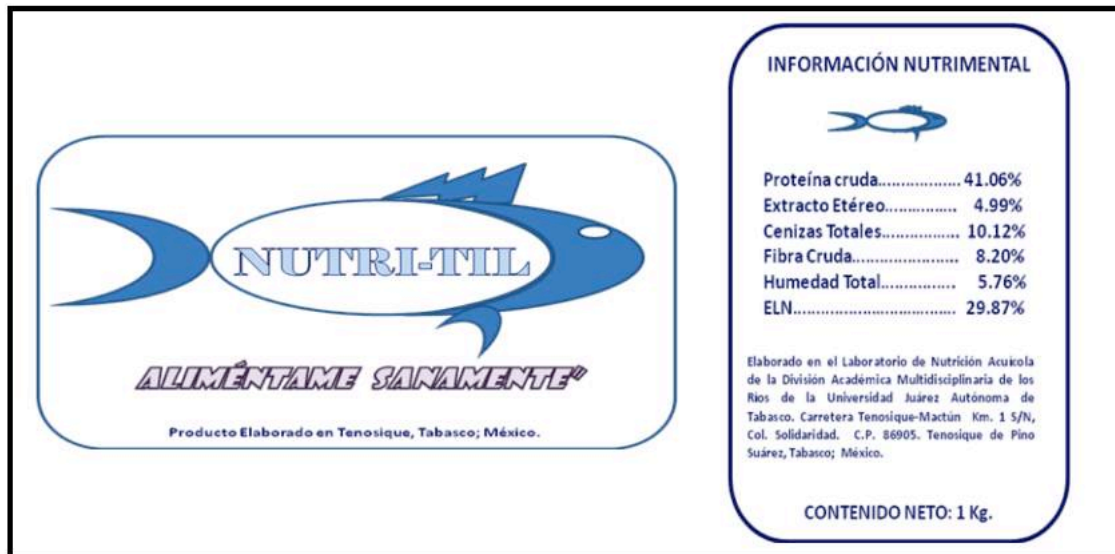 NUTRI-TIL
ALIMÉNTAME SANAMENTE”
Producto Elaborado en Tenosique, Tabasco; México.
INFORMACIÓN NUTRIMENTAL
Proteína cruda.................. 41.06%
Extracto Etéreo................ 4.99%
Cenizas Totales................. 10.12%
Fibra Cruda....................... 8.20%
Humedad Total................ 5.76%
ELN................................... 29.87%
Elaborado en el Laboratorio de Nutrición Acuícola
de la División Académica Multidisciplinaria de los
Ríos de la Universidad Juárez Autónoma de
Tabasco. Carretera Tenosique-Mactún Km. 1 S/N,
Col. Solidaridad. C.P. 86905. Tenosique de Pino
Suárez, Tabasco; México.
CONTENIDO NETO: 1 Kg.